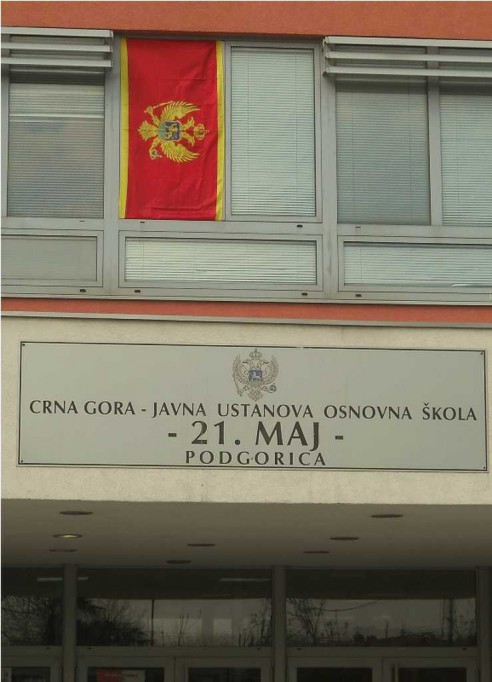 CRNA GORA - JAVNA USTANOVA OSNOVNA ŠKOLA
- 21. MAJ -
PODGORICA